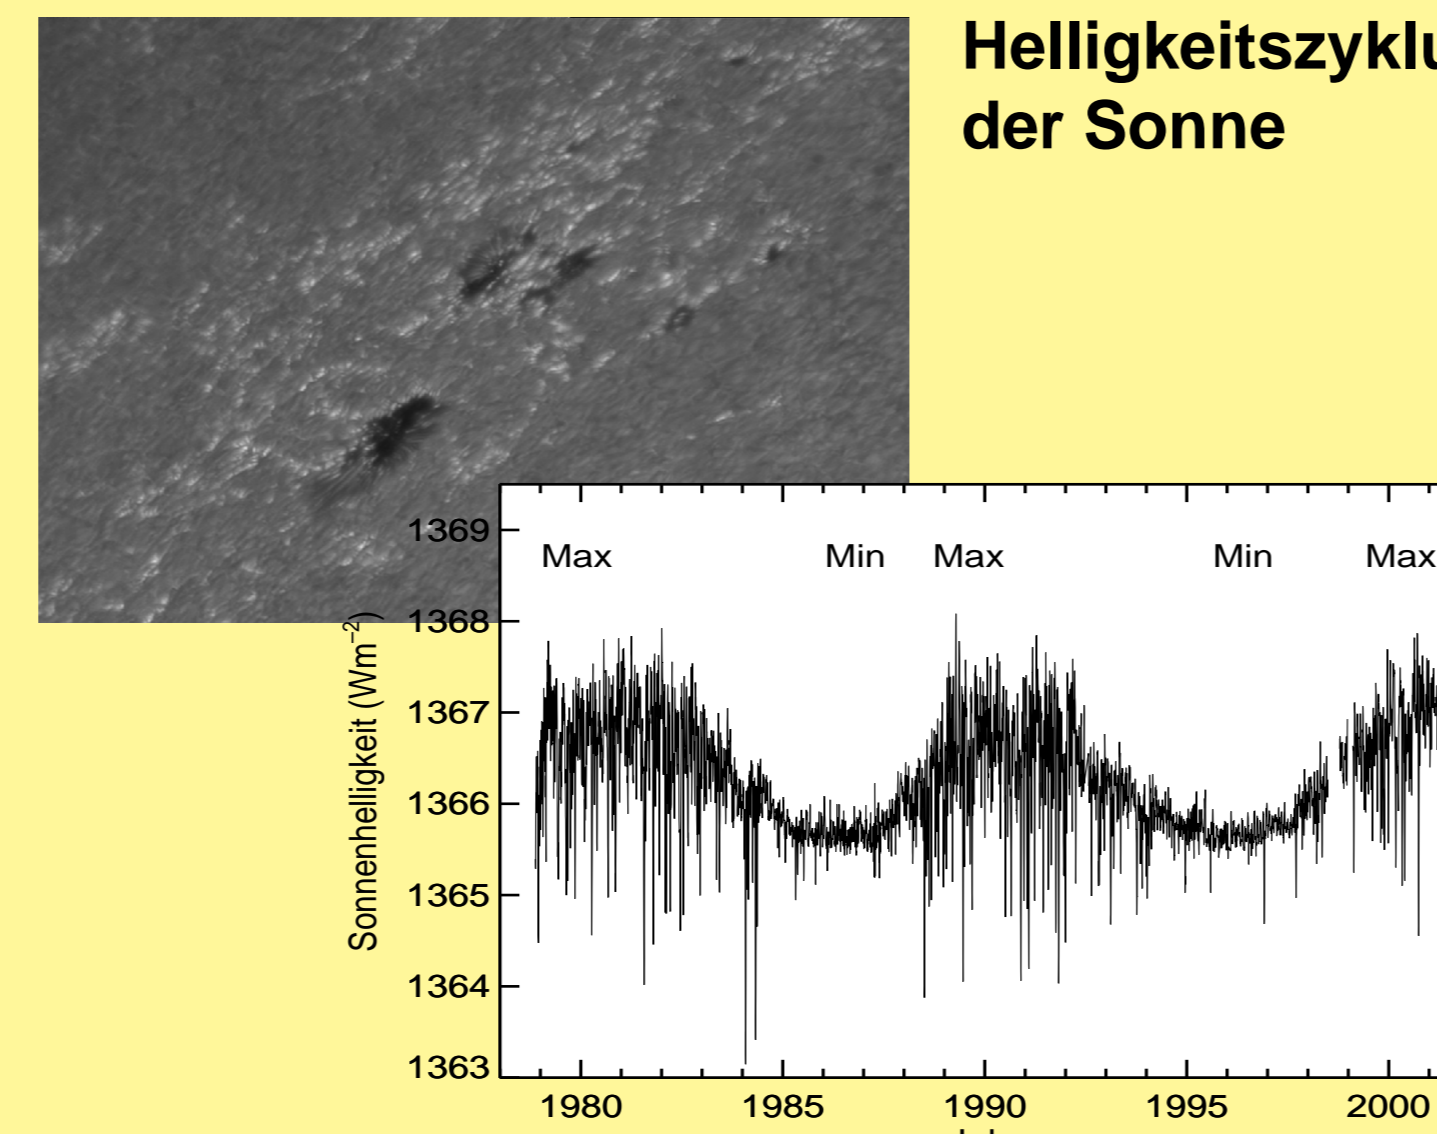 Helligkeitszyklu
der Sonne
1369
Max Min Max Min Max
1368
1367
1366
1365
1364
1363
Sonnenhelligkeit (Wm⁻²)
1980 1985 1990 1995 2000